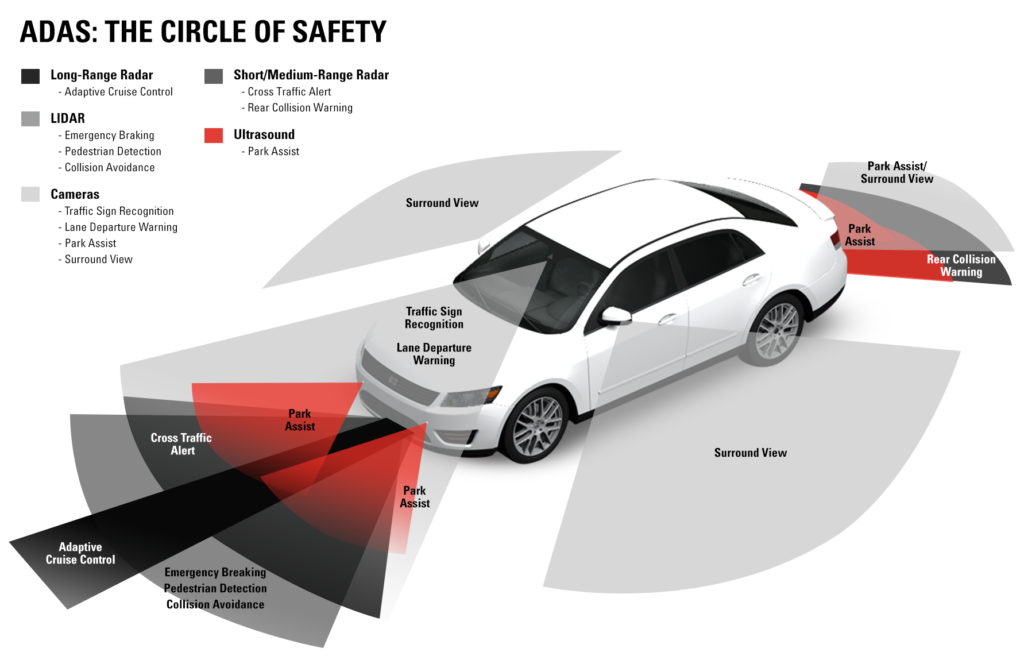 ADAS: THE CIRCLE OF SAFETY
Long-Range Radar
- Adaptive Cruise Control
LIDAR
- Emergency Braking
- Pedestrian Detection
- Collision Avoidance
Cameras
- Traffic Sign Recognition
- Lane Departure Warning
- Park Assist
- Surround View
Short/Medium-Range Radar
- Cross Traffic Alert
- Rear Collision Warning
Ultrasound
- Park Assist
Surround View
Park Assist/
Surround View
Park
Assist
Rear Collision
Warning
Traffic Sign
Recognition
Lane Departure
Warning
Park
Assist
Cross Traffic
Alert
Surround View
Park
Assist
Adaptive
Cruise Control
Emergency Breaking
Pedestrian Detection
Collision Avoidance